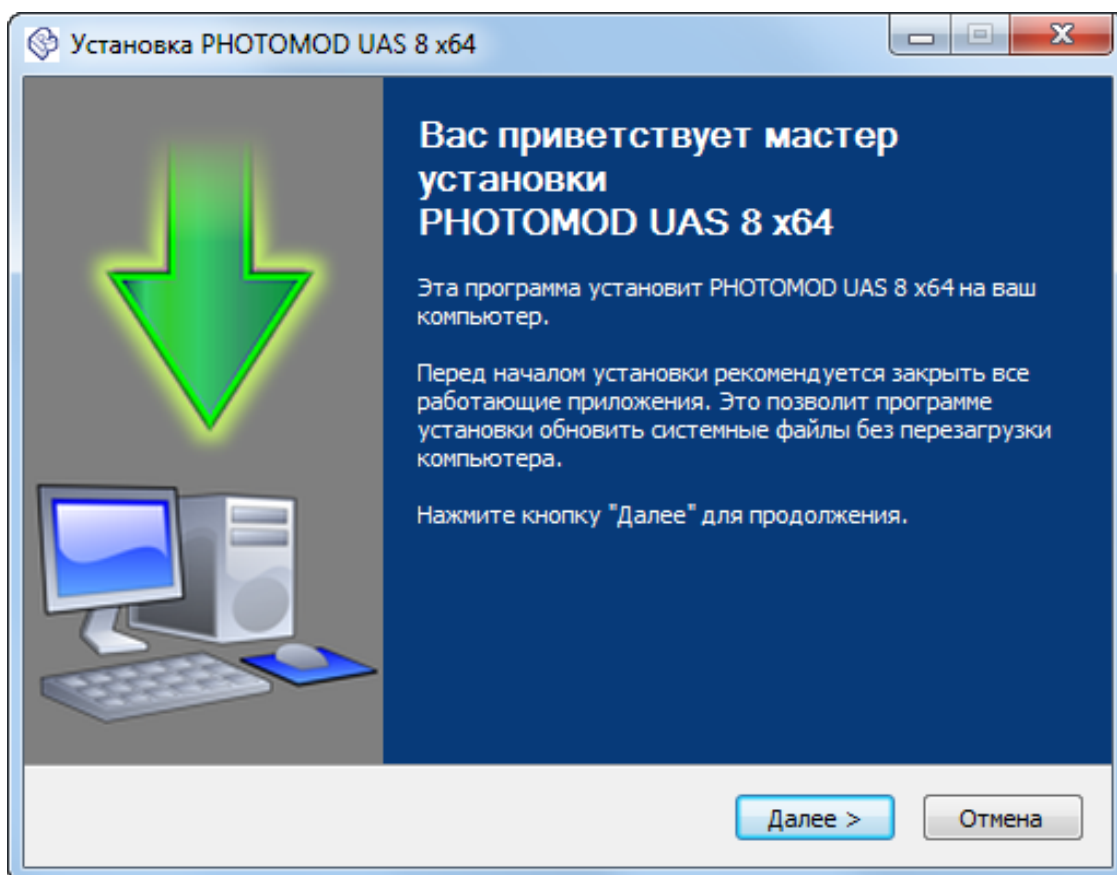 Установка PHOTOMOD UAS 8 x64
Вас приветствует мастер
установки
PHOTOMOD UAS 8 x64
Эта программа установит PHOTOMOD UAS 8 x64 на ваш
компьютер.
Перед началом установки рекомендуется закрыть все
работающие приложения. Это позволит программе
установки обновить системные файлы без перезагрузки
компьютера.
Нажмите кнопку "Далее" для продолжения.
Далее >
Отмена